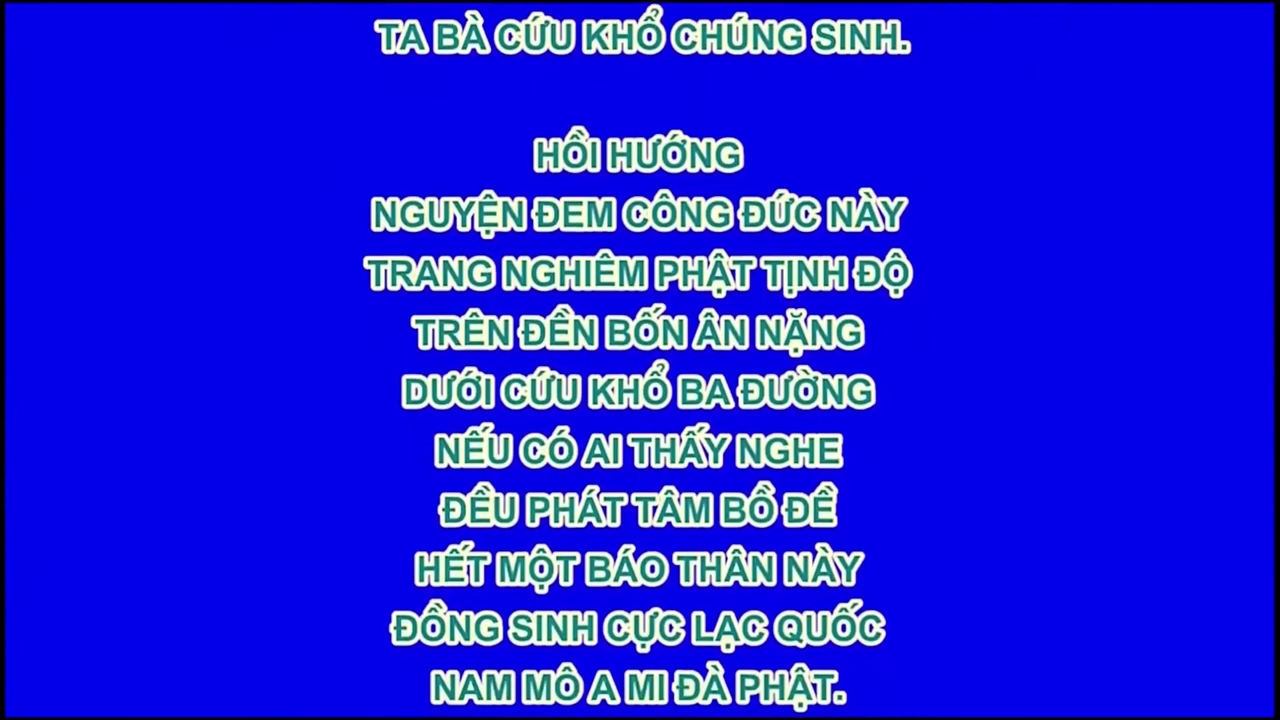 TA BÀ CỨU KHỔ CHÚNG SINH.
HỒI HƯỚNG
NGUYỆN ĐEM CÔNG ĐỨC NÀY
TRANG NGHIÊM PHẬT TỊNH ĐỘ
TRÊN ĐỀN BỐN ÂN NẶNG
DƯỚI CỨU KHỔ BA ĐƯỜNG
NẾU CÓ AI THẤY NGHE
ĐỀU PHÁT TÂM BỒ ĐỀ
HẾT MỘT BÁO THÂN NÀY
ĐỒNG SINH CỰC LẠC QUỐC
NAM MÔ A MI ĐÀ PHẬT.